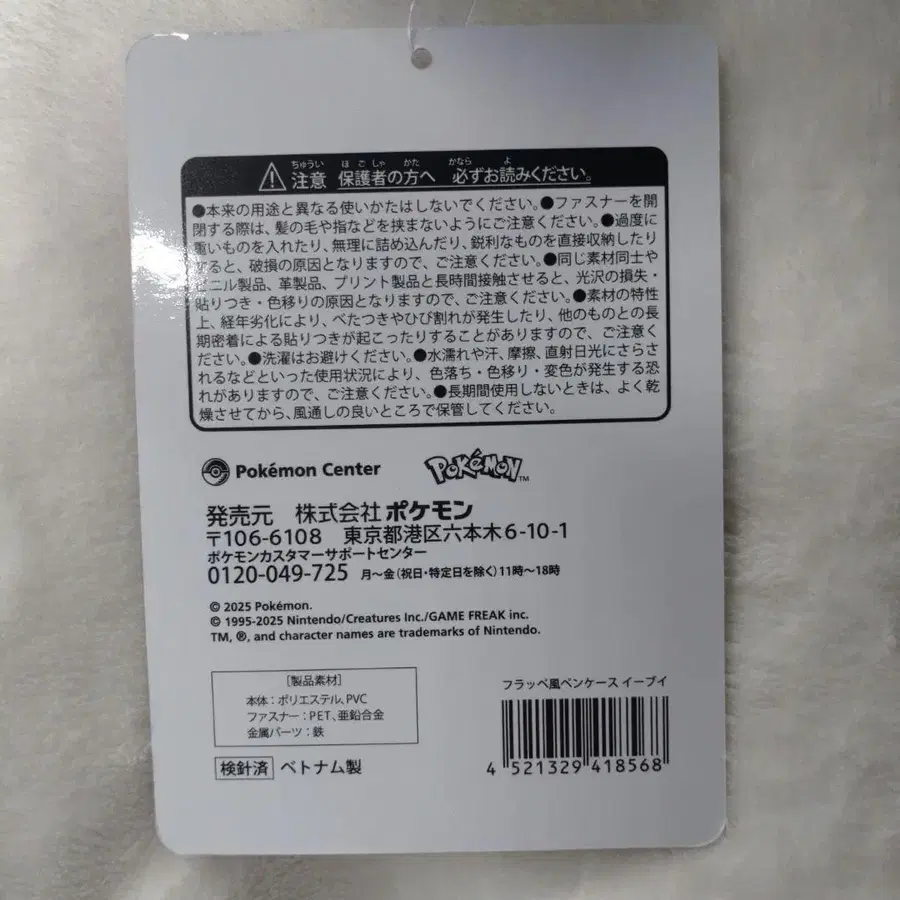 ちゅうい ほごしゃ かた かなら よ
注意 保護者の方へ 必ずお読みください。
●本来の用途と異なる使いかたはしないでください。●ファスナーを開
閉する際は、髪の毛や指などを挟まないようにご注意ください。●過度に
重いものを入れたり、無理に詰め込んだり、鋭利なものを直接収納したり
すると、破損の原因となりますので、ご注意ください。●同じ素材同士や
ビニル製品、革製品、プリント製品と長時間接触させると、光沢の損失・
貼りつき・色移りの原因となりますので、ご注意ください。●素材の特性
上、経年劣化により、べたつきやひび割れが発生したり、他のものとの長
期密着による貼りつきが起こったりすることがありますので、ご注意くだ
さい。●洗濯はお避けください。●水濡れや汗、摩擦、直射日光にさらさ
れるなどといった使用状況により、色落ち・色移り・変色が発生する恐
れがありますので、ご注意ください。●長期間使用しないときは、よく乾
燥させてから、風通しの良いところで保管してください。
Pokémon Center POKéMON TM
発売元 株式会社ポケモン
〒106-6108 東京都港区六本木6-10-1
ポケモンカスタマーサポートセンター
0120-049-725 月～金(祝日・特定日を除く)11時～18時
© 2025 Pokémon.
© 1995-2025 Nintendo/Creatures Inc./GAME FREAK inc.
TM, ®, and character names are trademarks of Nintendo.
[製品素材]
本体：ポリエステル、PVC
ファスナー：PET、亜鉛合金
金属パーツ：鉄
検針済 ベトナム製
フラッペ風ペンケース イーブイ
4 521329 418568